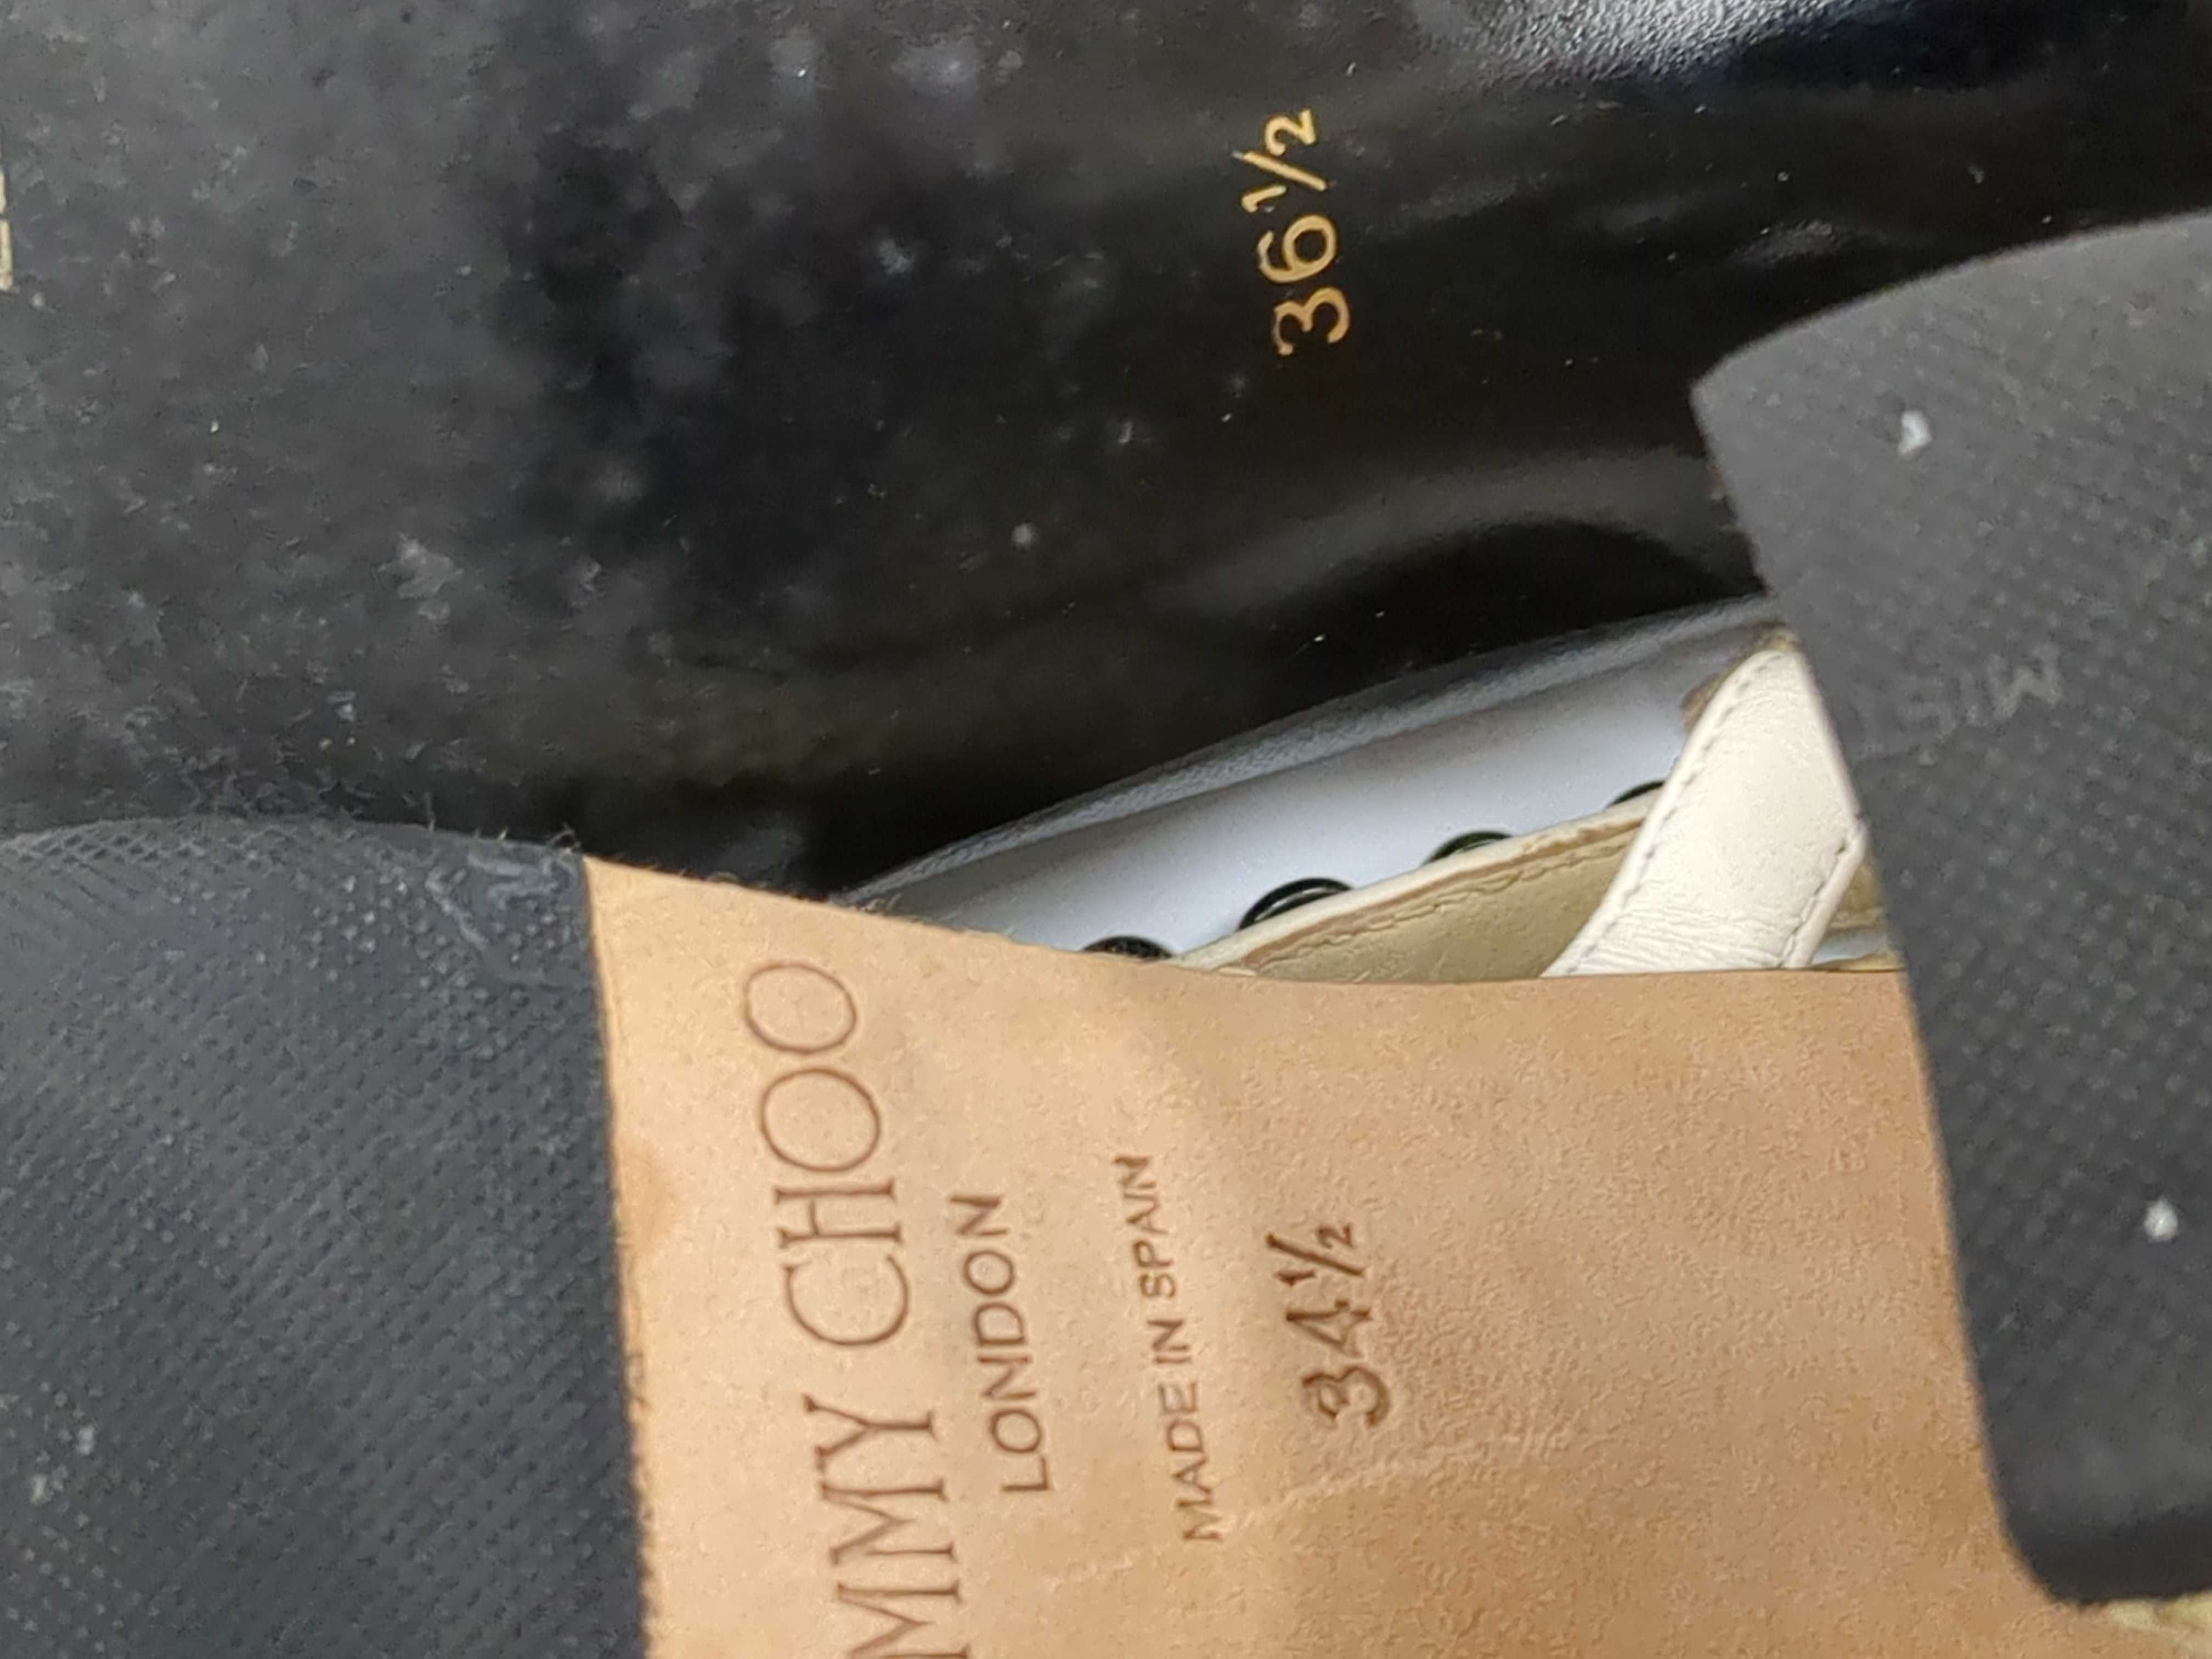 36½
MMY CHOO
LONDON
MADE IN SPAIN
34½